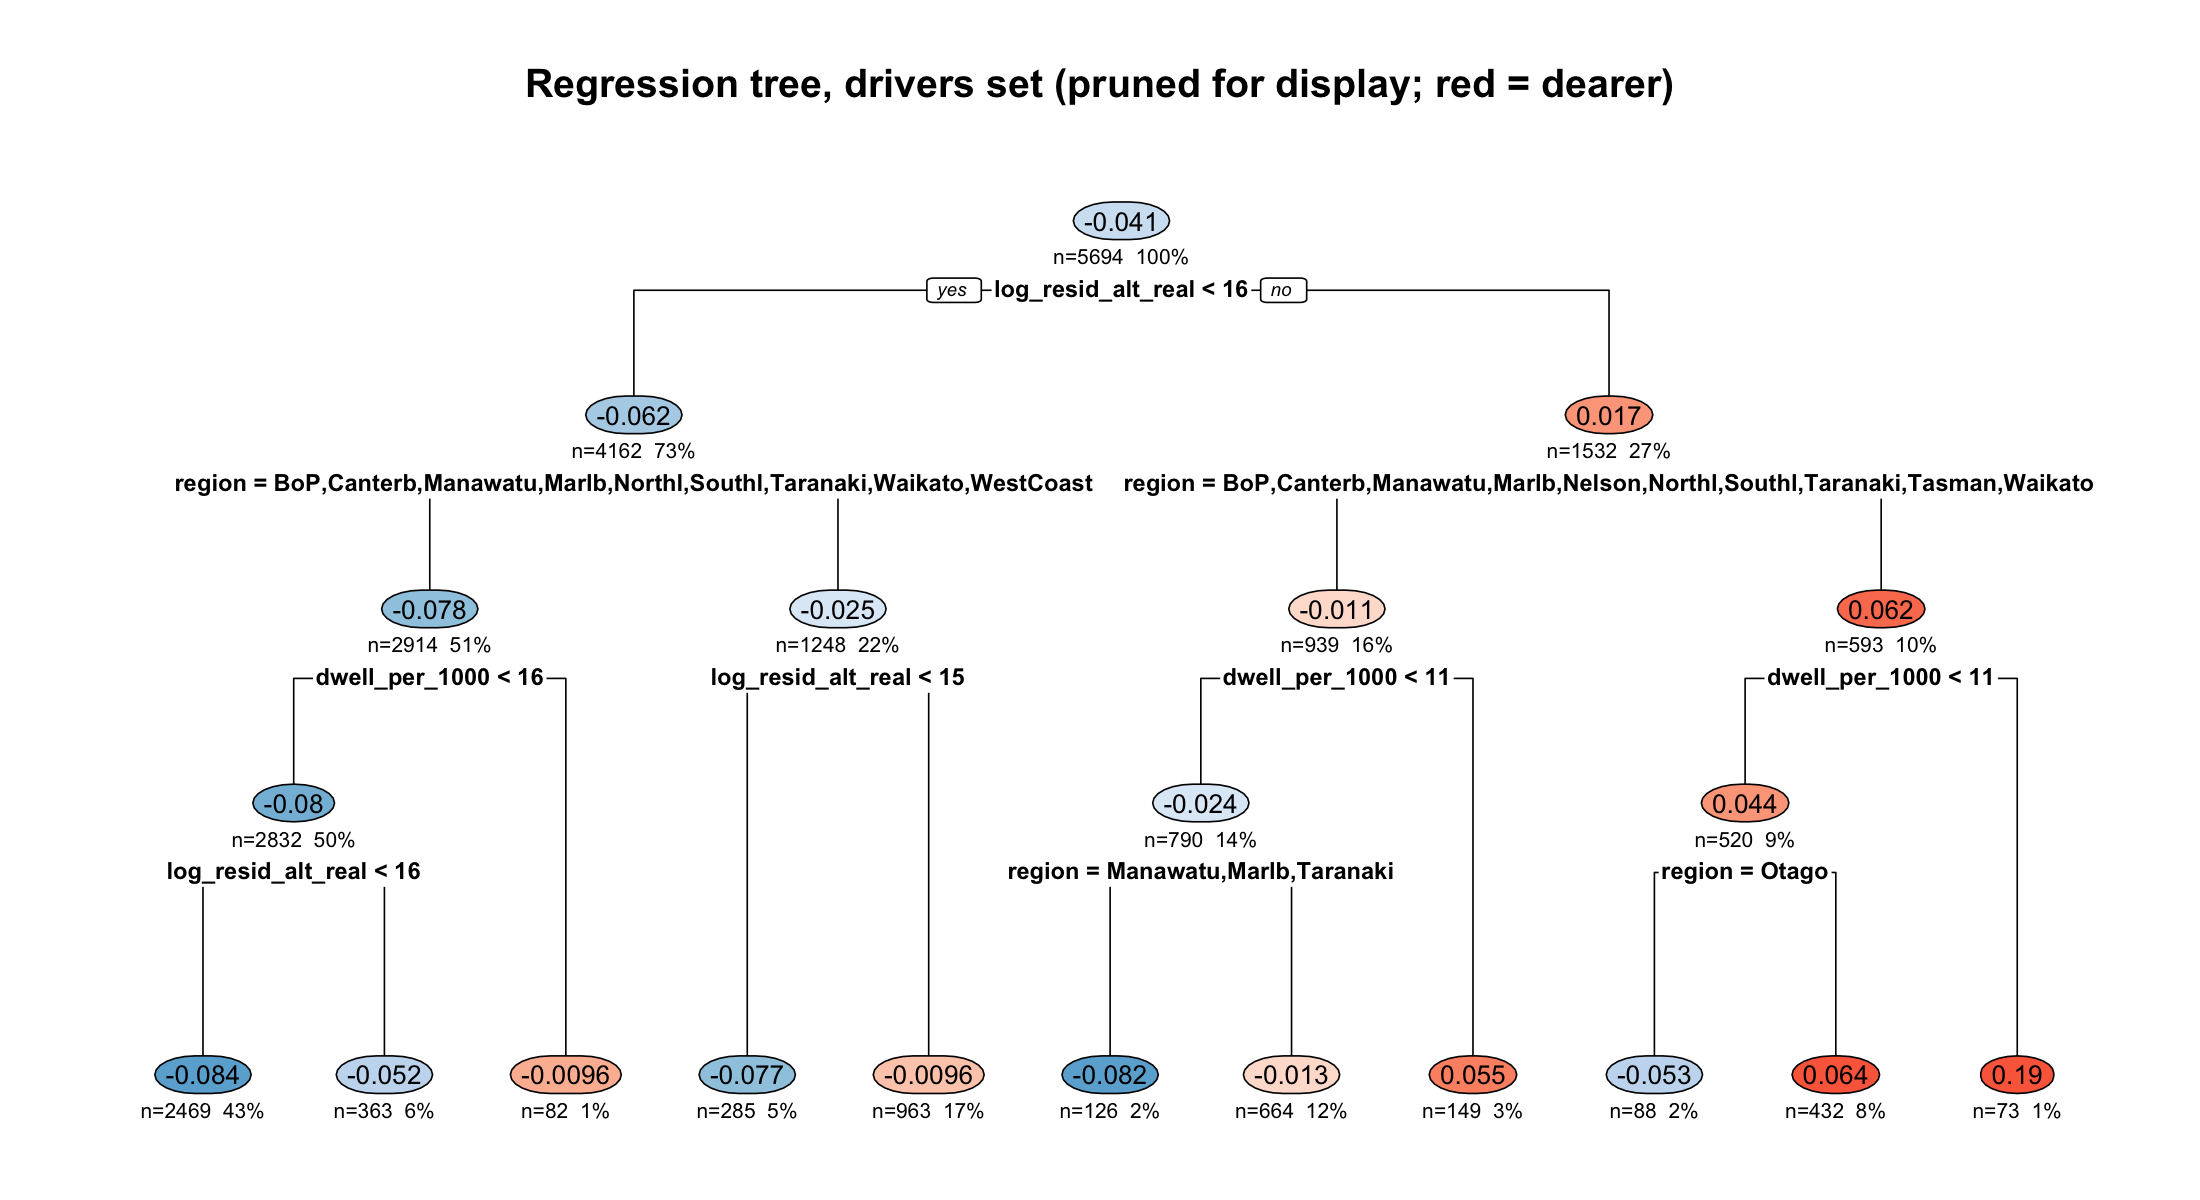 Regression tree, drivers set (pruned for display; red = dearer)
-0.041
n=5694 100%
yes log_resid_alt_real < 16 no
-0.062 0.017
n=4162 73% n=1532 27%
region = BoP,Canterb,Manawatu,Marlb,Northl,Southl,Taranaki,Waikato,WestCoast region = BoP,Canterb,Manawatu,Marlb,Nelson,Northl,Southl,Taranaki,Tasman,Waikato
-0.078 -0.025 -0.011 0.062
n=2914 51% n=1248 22% n=939 16% n=593 10%
dwell_per_1000 < 16 log_resid_alt_real < 15 dwell_per_1000 < 11 dwell_per_1000 < 11
-0.08 -0.024 0.044
n=2832 50% n=790 14% n=520 9%
log_resid_alt_real < 16 region = Manawatu,Marlb,Taranaki region = Otago
-0.084 -0.052 -0.0096 -0.077 -0.0096 -0.082 -0.013 0.055 -0.053 0.064 0.19
n=2469 43% n=363 6% n=82 1% n=285 5% n=963 17% n=126 2% n=664 12% n=149 3% n=88 2% n=432 8% n=73 1%